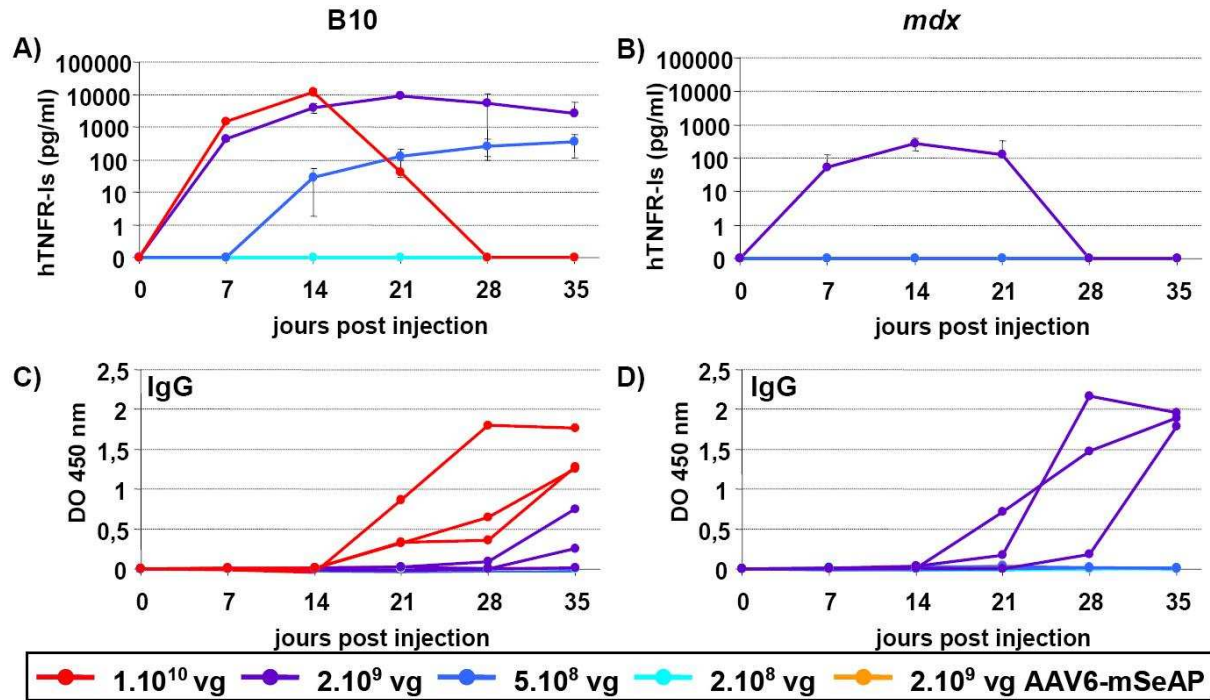 B10
mdx
A)
hTNFR-Is (pg/ml)
100000
10000
1000
100
10
1
0
0 7 14 21 28 35
jours post injection
B)
hTNFR-Is (pg/ml)
100000
10000
1000
100
10
1
0
0 7 14 21 28 35
jours post injection
C)
IgG
DO 450 nm
2,5
2
1,5
1
0,5
0
0 7 14 21 28 35
jours post injection
D)
IgG
DO 450 nm
2,5
2
1,5
1
0,5
0
0 7 14 21 28 35
jours post injection
1.10¹⁰ vg 2.10⁹ vg 5.10⁸ vg 2.10⁸ vg 2.10⁹ vg AAV6-mSeAP